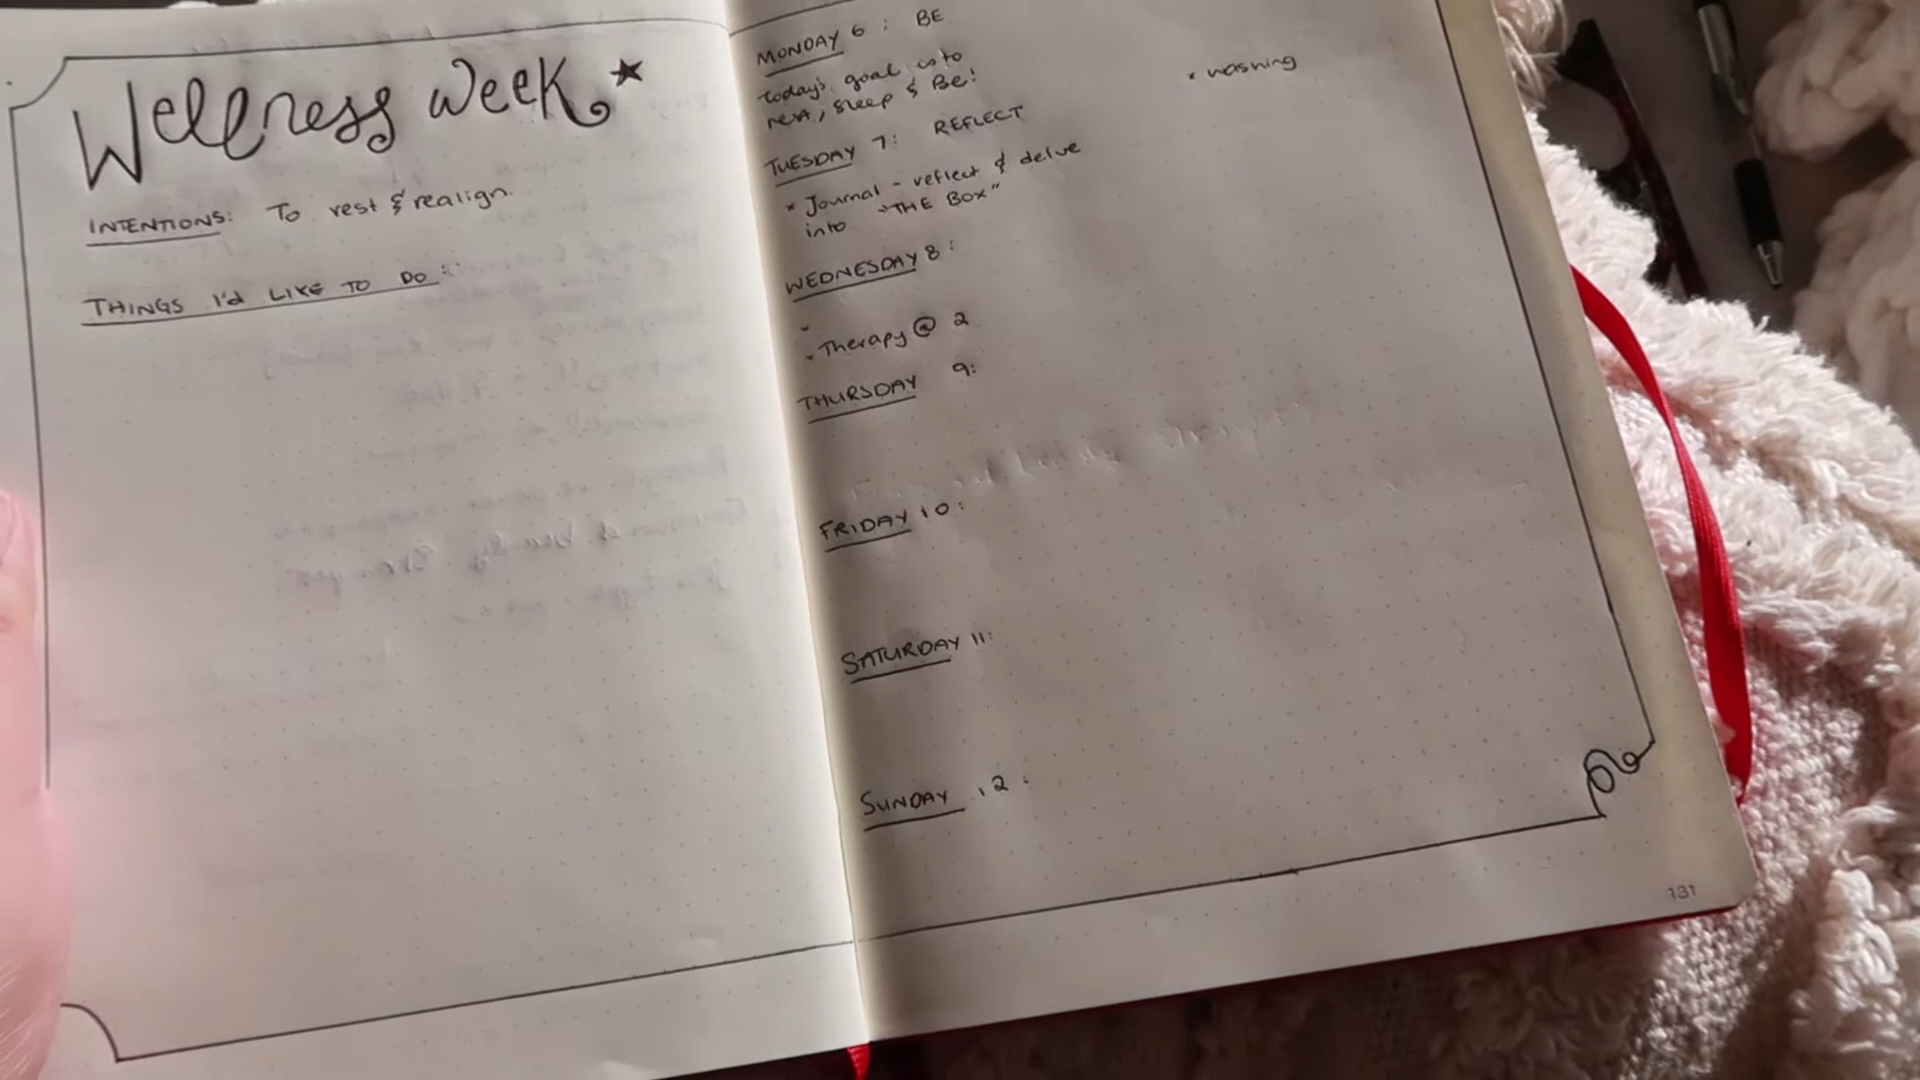 Wellness week
INTENTIONS: To rest & realign.
THINGS I'd LIKE TO DO:
MONDAY 6 : BE
today's goal is to
rest, sleep & Be!
* washing
TUESDAY 7: REFLECT
* Journal - reflect & delve
into "THE BOX"
WEDNESDAY 8:
Therapy @ 2
THURSDAY 9:
FRIDAY 10:
SATURDAY 11:
SUNDAY 12:
131